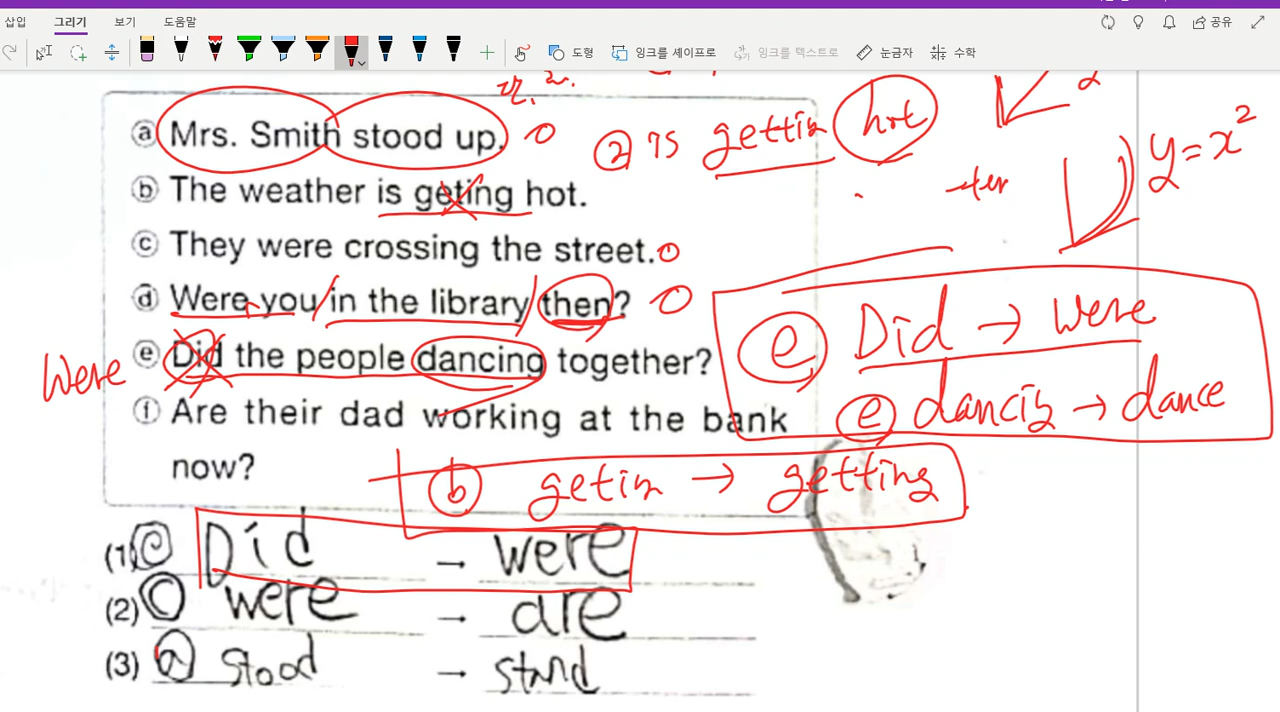 삽입 그리기 보기 도움말 공유
도형 잉크를 셰이프로 잉크를 텍스트로 눈금자 수학
ⓐ Mrs. Smith stood up. O
② is gettin hot
y=x²
ⓑ The weather is geting hot.
ⓒ They were crossing the street. O
ⓓ Were you in the library then? O
ⓔ Did → were
Were ⓔ Did the people dancing together?
ⓔ dancing → dance
ⓕ Are their dad working at the bank
now?
ⓑ getin → getting
(1) ⓔ Did → were
(2) ⓒ were → are
(3) ⓐ stood → stand